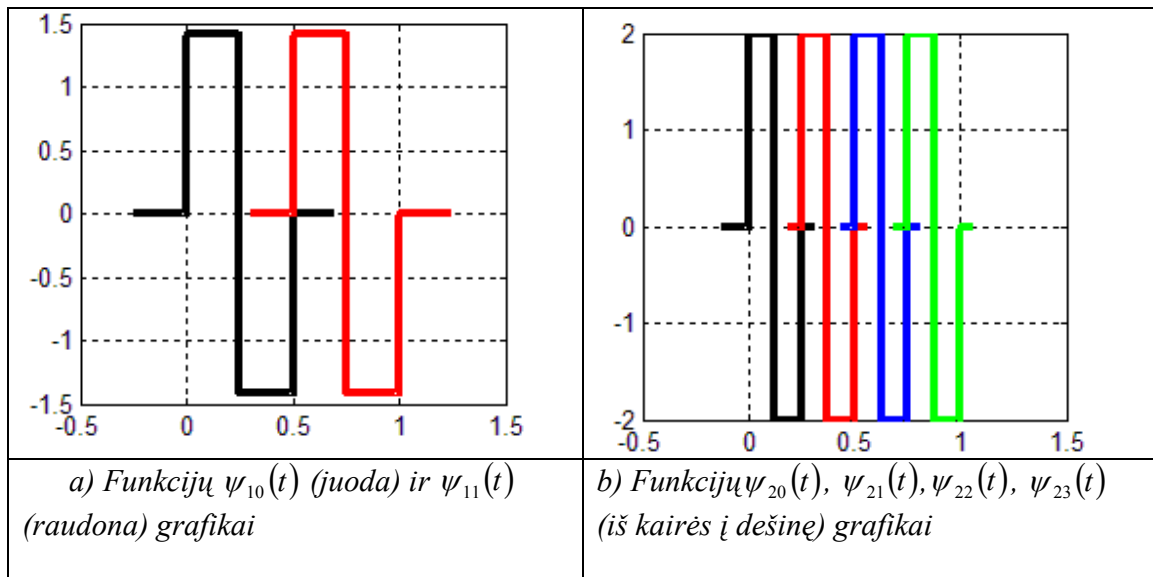 1.5
1
0.5
0
-0.5
-1
-1.5
-0.5 0 0.5 1 1.5
a) Funkcijų ψ₁₀(t) (juoda) ir ψ₁₁(t)
(raudona) grafikai
2
1
0
-1
-2
-0.5 0 0.5 1 1.5
b) Funkcijųψ₂₀(t), ψ₂₁(t),ψ₂₂(t), ψ₂₃(t)
(iš kairės į dešinę) grafikai